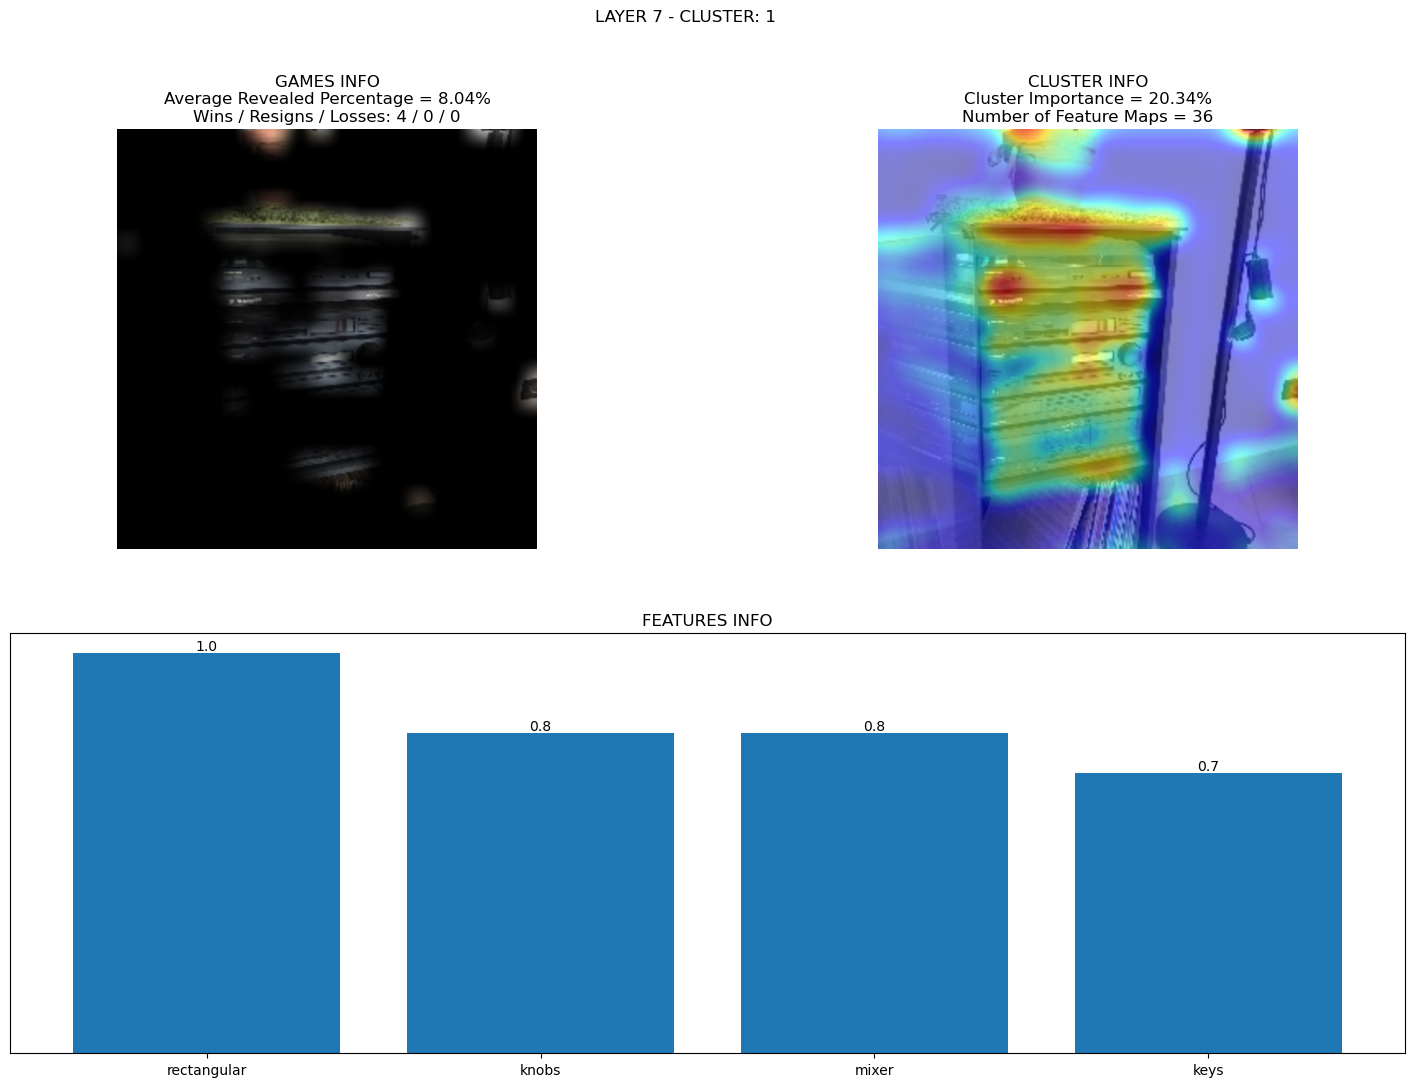 LAYER 7 - CLUSTER: 1
GAMES INFO
Average Revealed Percentage = 8.04%
Wins / Resigns / Losses: 4 / 0 / 0
CLUSTER INFO
Cluster Importance = 20.34%
Number of Feature Maps = 36
FEATURES INFO
1.0
0.8
0.8
0.7
rectangular
knobs
mixer
keys